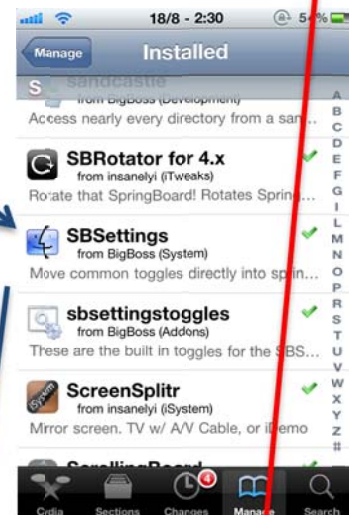 18/8 - 2:30 54%
Manage
Installed
S
sandcastle
from BigBoss (Development)
Access nearly every directory from a san...
SBRotator for 4.x
from insanelyi (iTweaks)
Rotate that SpringBoard! Rotates Spring...
SBSettings
from BigBoss (System)
Move common toggles directly into sprin...
sbsettingstoggles
from BigBoss (Addons)
These are the built in toggles for the SBS...
ScreenSplitr
from insanelyi (iSystem)
Mirror screen. TV w/ A/V Cable, or iDemo
ScrollingBoard
A
B
C
D
E
F
G
I
L
M
N
O
P
R
S
T
U
V
W
X
Y
Z
#
4
Cydia Sections Changes Manage Search
iSystem